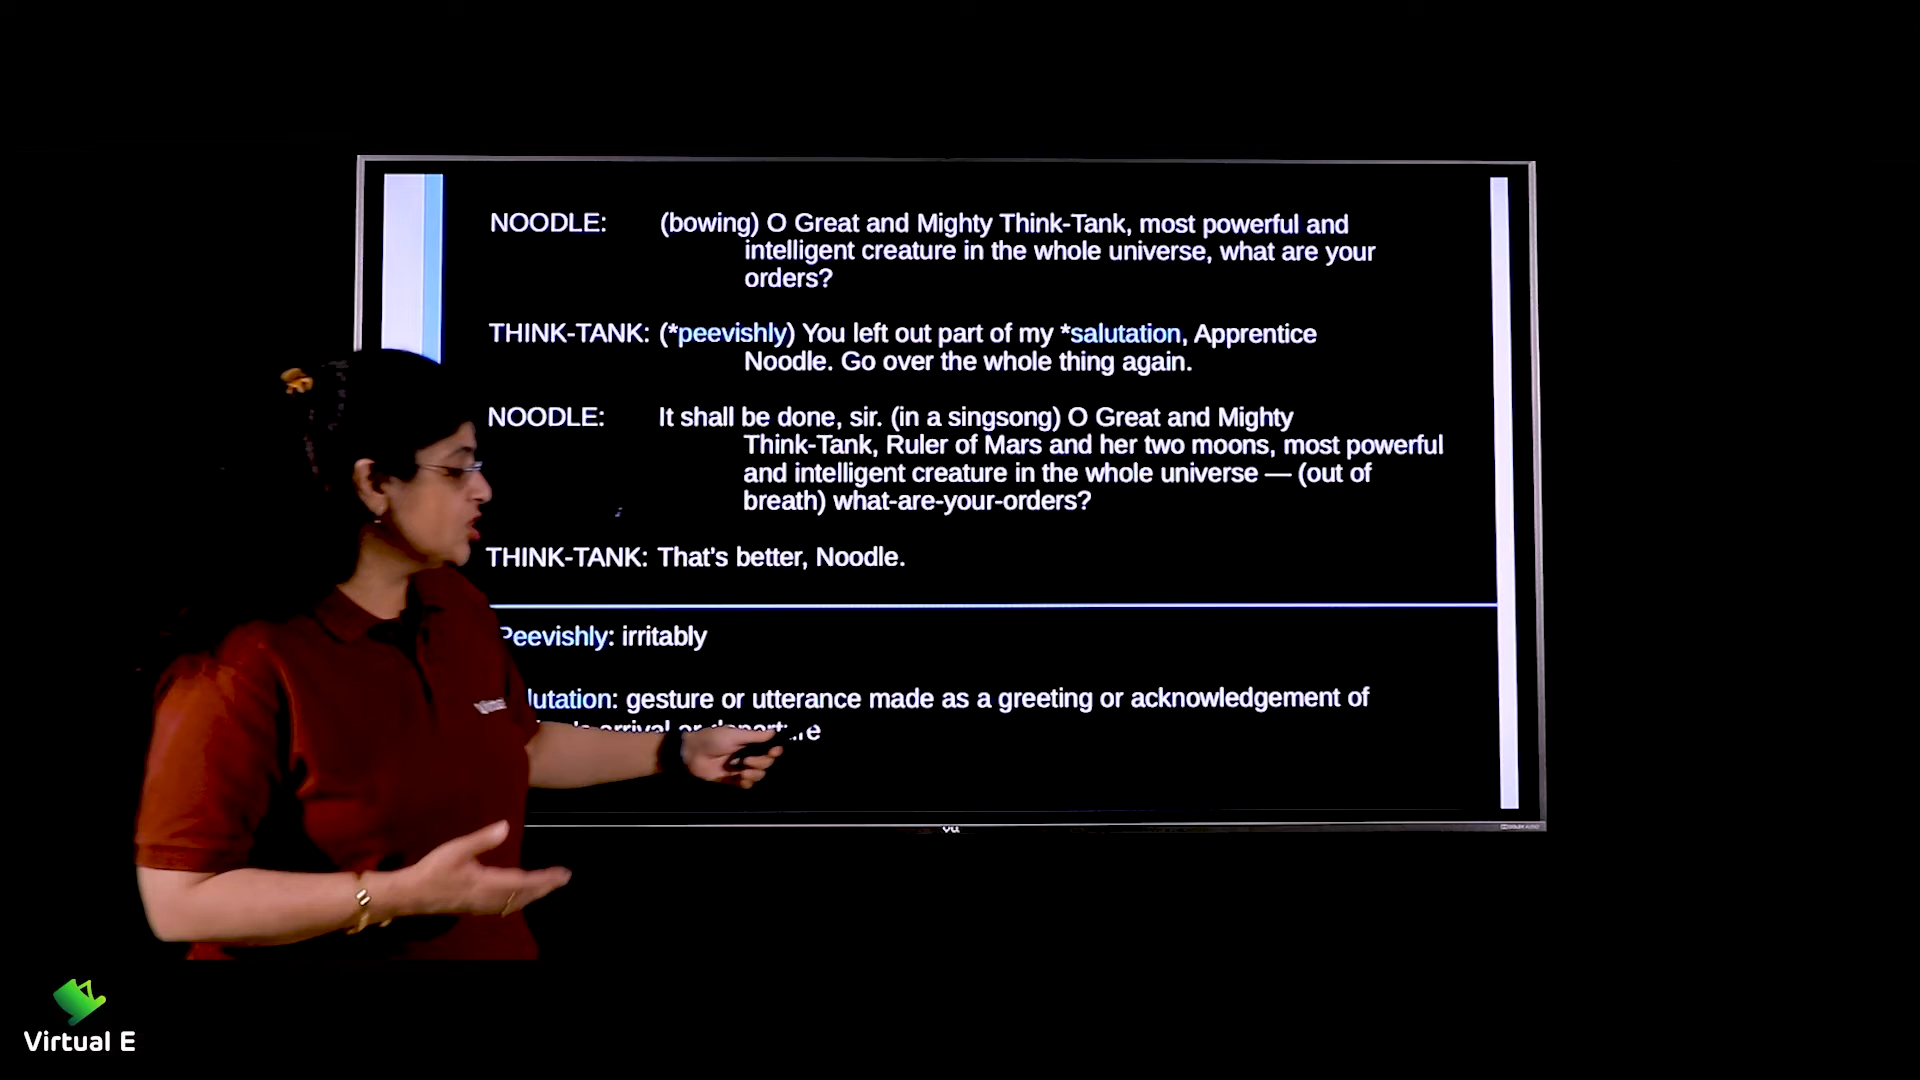 NOODLE: (bowing) O Great and Mighty Think-Tank, most powerful and
intelligent creature in the whole universe, what are your
orders?
THINK-TANK: (*peevishly) You left out part of my *salutation, Apprentice
Noodle. Go over the whole thing again.
NOODLE: It shall be done, sir. (in a singsong) O Great and Mighty
Think-Tank, Ruler of Mars and her two moons, most powerful
and intelligent creature in the whole universe — (out of
breath) what-are-your-orders?
THINK-TANK: That's better, Noodle.
Peevishly: irritably
lutation: gesture or utterance made as a greeting or acknowledgement of
arrival or departure
Virtual E